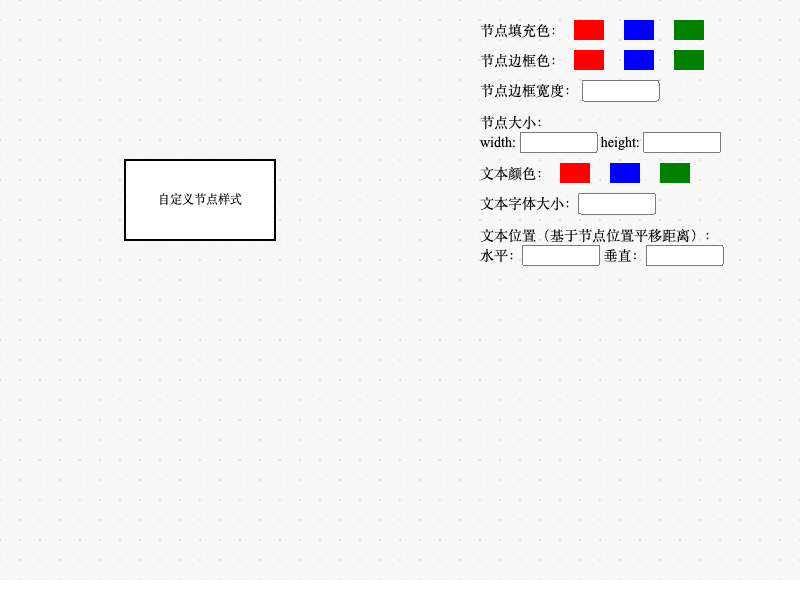 节点填充色：
节点边框色：
节点边框宽度：
节点大小：
width: height:
自定义节点样式
文本颜色：
文本字体大小：
文本位置（基于节点位置平移距离）：
水平： 垂直：